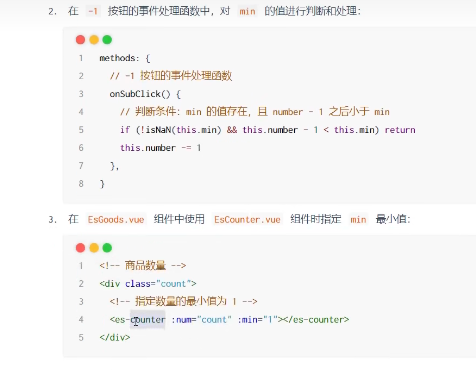 2. 在 -1 按钮的事件处理函数中，对 min 的值进行判断和处理：
1 methods: {
2 // -1 按钮的事件处理函数
3 onSubClick() {
4 // 判断条件：min 的值存在，且 number - 1 之后小于 min
5 if (!isNaN(this.min) && this.number - 1 < this.min) return
6 this.number -= 1
7 },
8 }
3. 在 EsGoods.vue 组件中使用 EsCounter.vue 组件时指定 min 最小值：
1 <!-- 商品数量 -->
2 <div class="count">
3 <!-- 指定数量的最小值为 1 -->
4 <es-counter :num="count" :min="1"></es-counter>
5 </div>